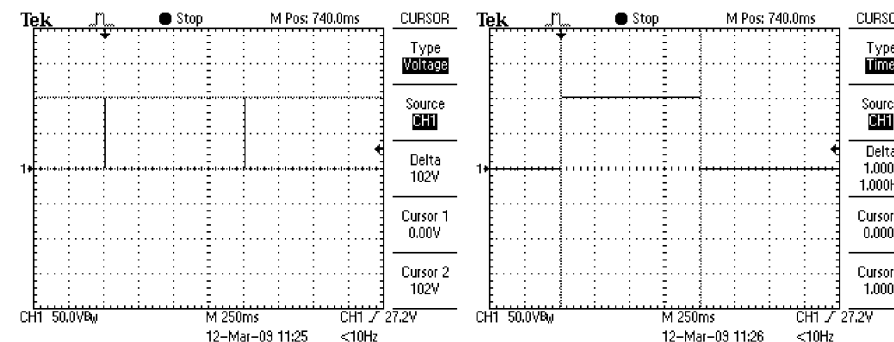 Tek Stop M Pos: 740.0ms CURSOR
Type
Voltage
Source
CH1
Delta
102V
Cursor 1
0.00V
Cursor 2
102V
1
CH1 50.0VBW M 250ms CH1 27.2V
12-Mar-09 11:25 <10Hz
Tek Stop M Pos: 740.0ms CURSO
Type
Time
Sourc
CH1
Delta
1.000
1.000H
Cursor
0.000
Cursor
1.000
1
CH1 50.0VBW M 250ms CH1 27.2V
12-Mar-09 11:26 <10Hz